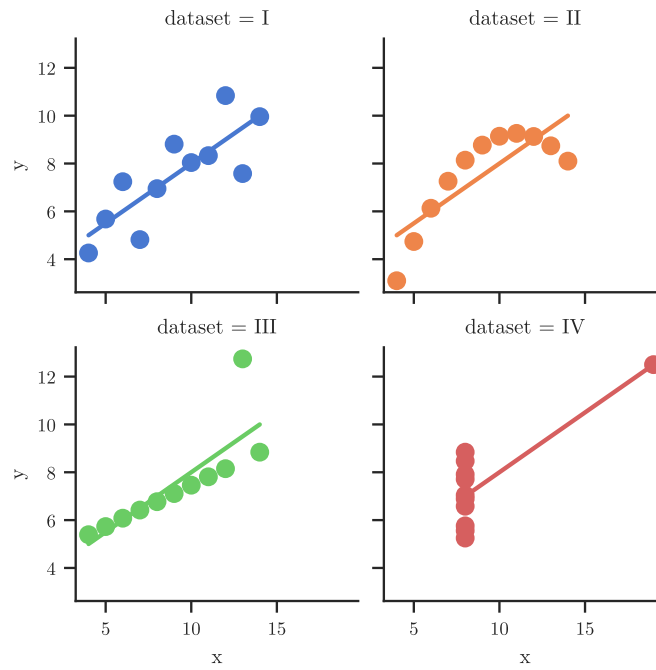 dataset = I
dataset = II
12
10
8
6
4
y
dataset = III
dataset = IV
12
10
8
6
4
y
5 10 15
5 10 15
x
x